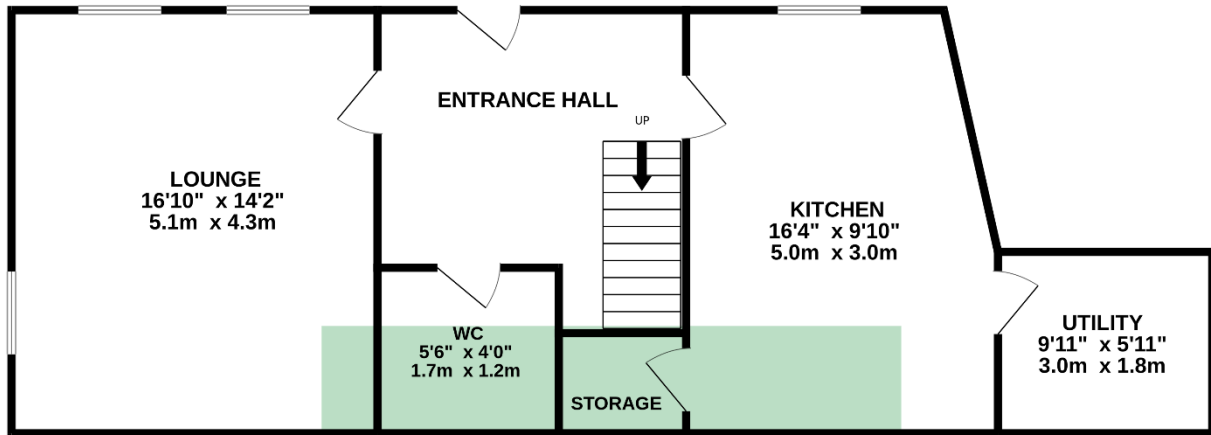 ENTRANCE HALL
UP
LOUNGE
16'10" x 14'2"
5.1m x 4.3m
KITCHEN
16'4" x 9'10"
5.0m x 3.0m
WC
5'6" x 4'0"
1.7m x 1.2m
UTILITY
9'11" x 5'11"
3.0m x 1.8m
STORAGE